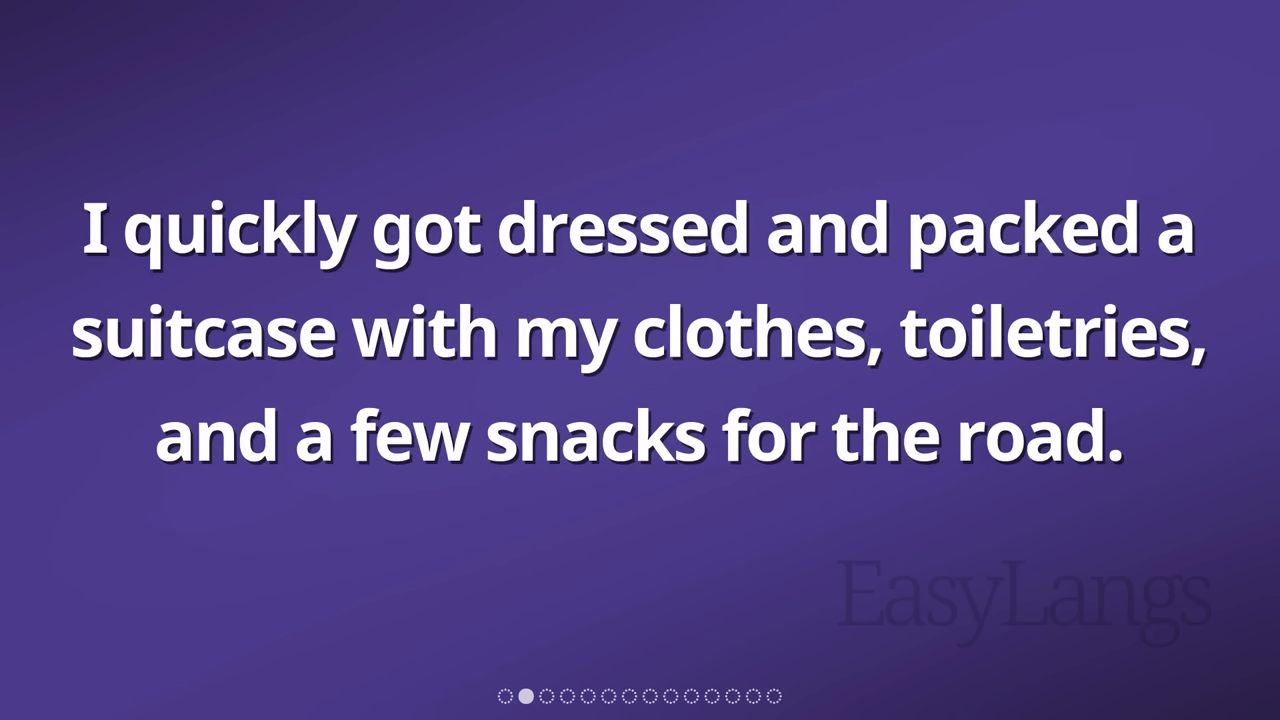 I quickly got dressed and packed a
suitcase with my clothes, toiletries,
and a few snacks for the road.
EasyLangs